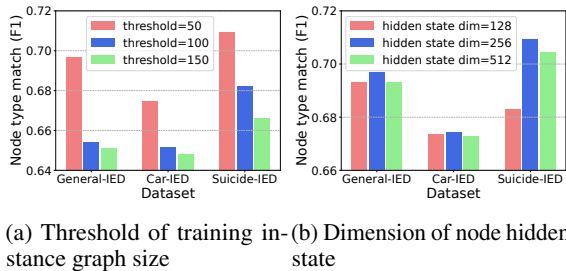 Node type match (F1)
0.70
0.68
0.66
0.64
threshold=50
threshold=100
threshold=150
General-IED Car-IED Suicide-IED
Dataset
Node type match (F1)
0.72
0.70
0.68
0.66
hidden state dim=128
hidden state dim=256
hidden state dim=512
General-IED Car-IED Suicide-IED
Dataset
(a) Threshold of training in-
stance graph size
(b) Dimension of node hidden
state